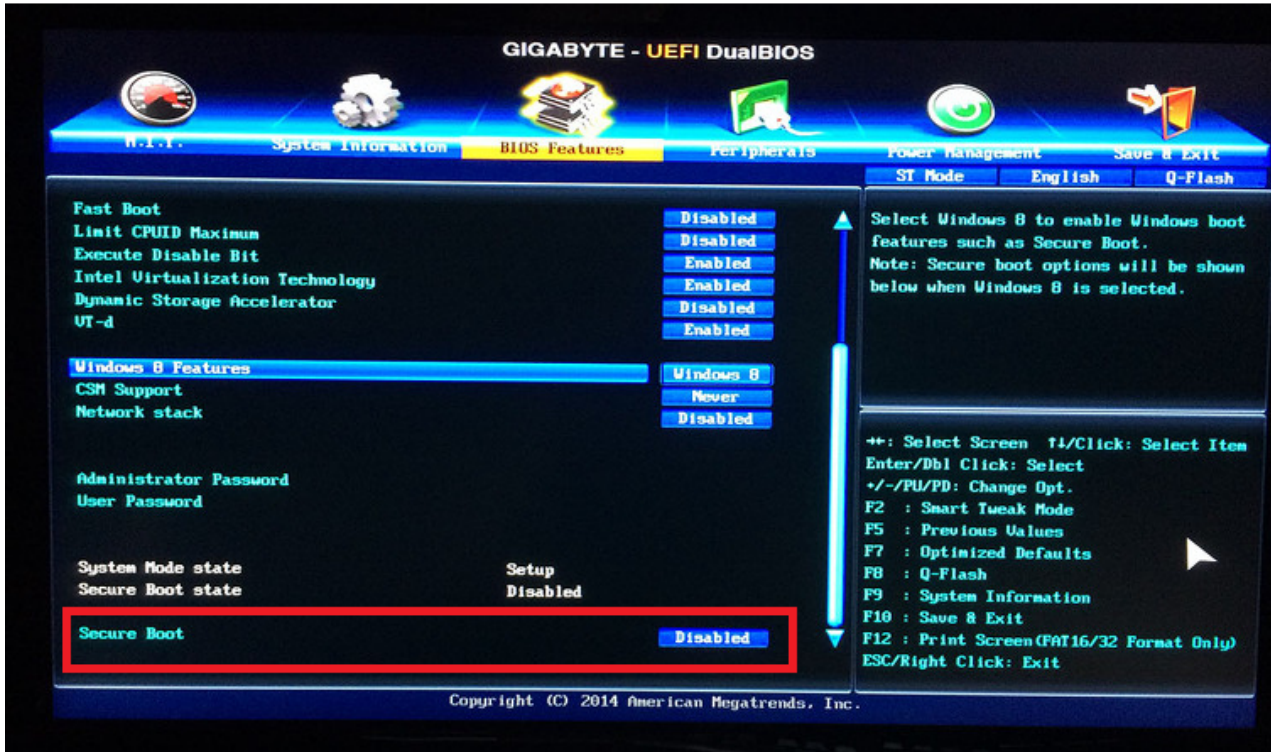 GIGABYTE - UEFI DualBIOS
M.I.T. System Information BIOS Features Peripherals Power Management Save & Exit
ST Mode English Q-Flash
Fast Boot Disabled
Limit CPUID Maximum Disabled
Execute Disable Bit Enabled
Intel Virtualization Technology Enabled
Dynamic Storage Accelerator Disabled
VT-d Enabled
Windows 8 Features Windows 8
CSM Support Never
Network stack Disabled
Administrator Password
User Password
System Mode state Setup
Secure Boot state Disabled
Secure Boot Disabled
Select Windows 8 to enable Windows boot
features such as Secure Boot.
Note: Secure boot options will be shown
below when Windows 8 is selected.
→←: Select Screen ↑↓/Click: Select Item
Enter/Dbl Click: Select
+/-/PU/PD: Change Opt.
F2 : Smart Tweak Mode
F5 : Previous Values
F7 : Optimized Defaults
F8 : Q-Flash
F9 : System Information
F10 : Save & Exit
F12 : Print Screen(FAT16/32 Format Only)
ESC/Right Click: Exit
Copyright (C) 2014 American Megatrends, Inc.